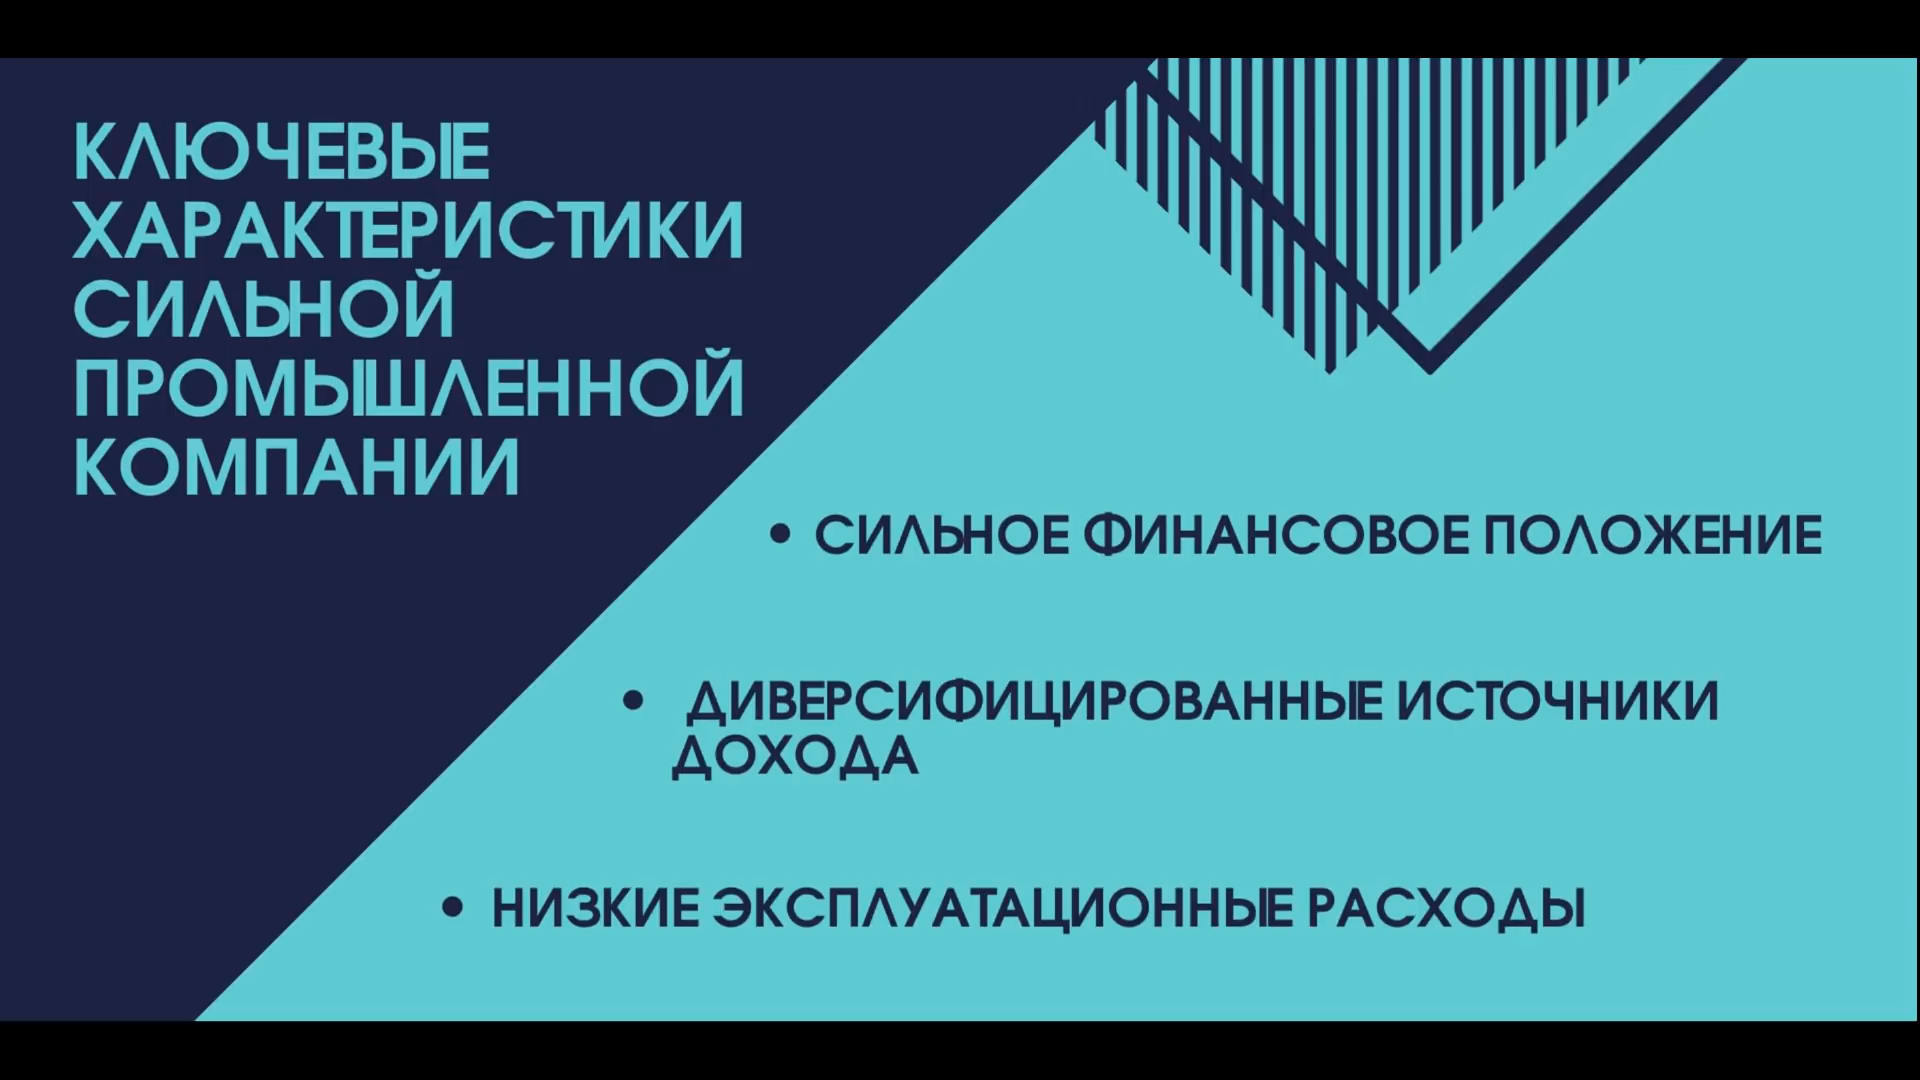 КЛЮЧЕВЫЕ
ХАРАКТЕРИСТИКИ
СИЛЬНОЙ
ПРОМЫШЛЕННОЙ
КОМПАНИИ
• СИЛЬНОЕ ФИНАНСОВОЕ ПОЛОЖЕНИЕ
• ДИВЕРСИФИЦИРОВАННЫЕ ИСТОЧНИКИ
ДОХОДА
• НИЗКИЕ ЭКСПЛУАТАЦИОННЫЕ РАСХОДЫ